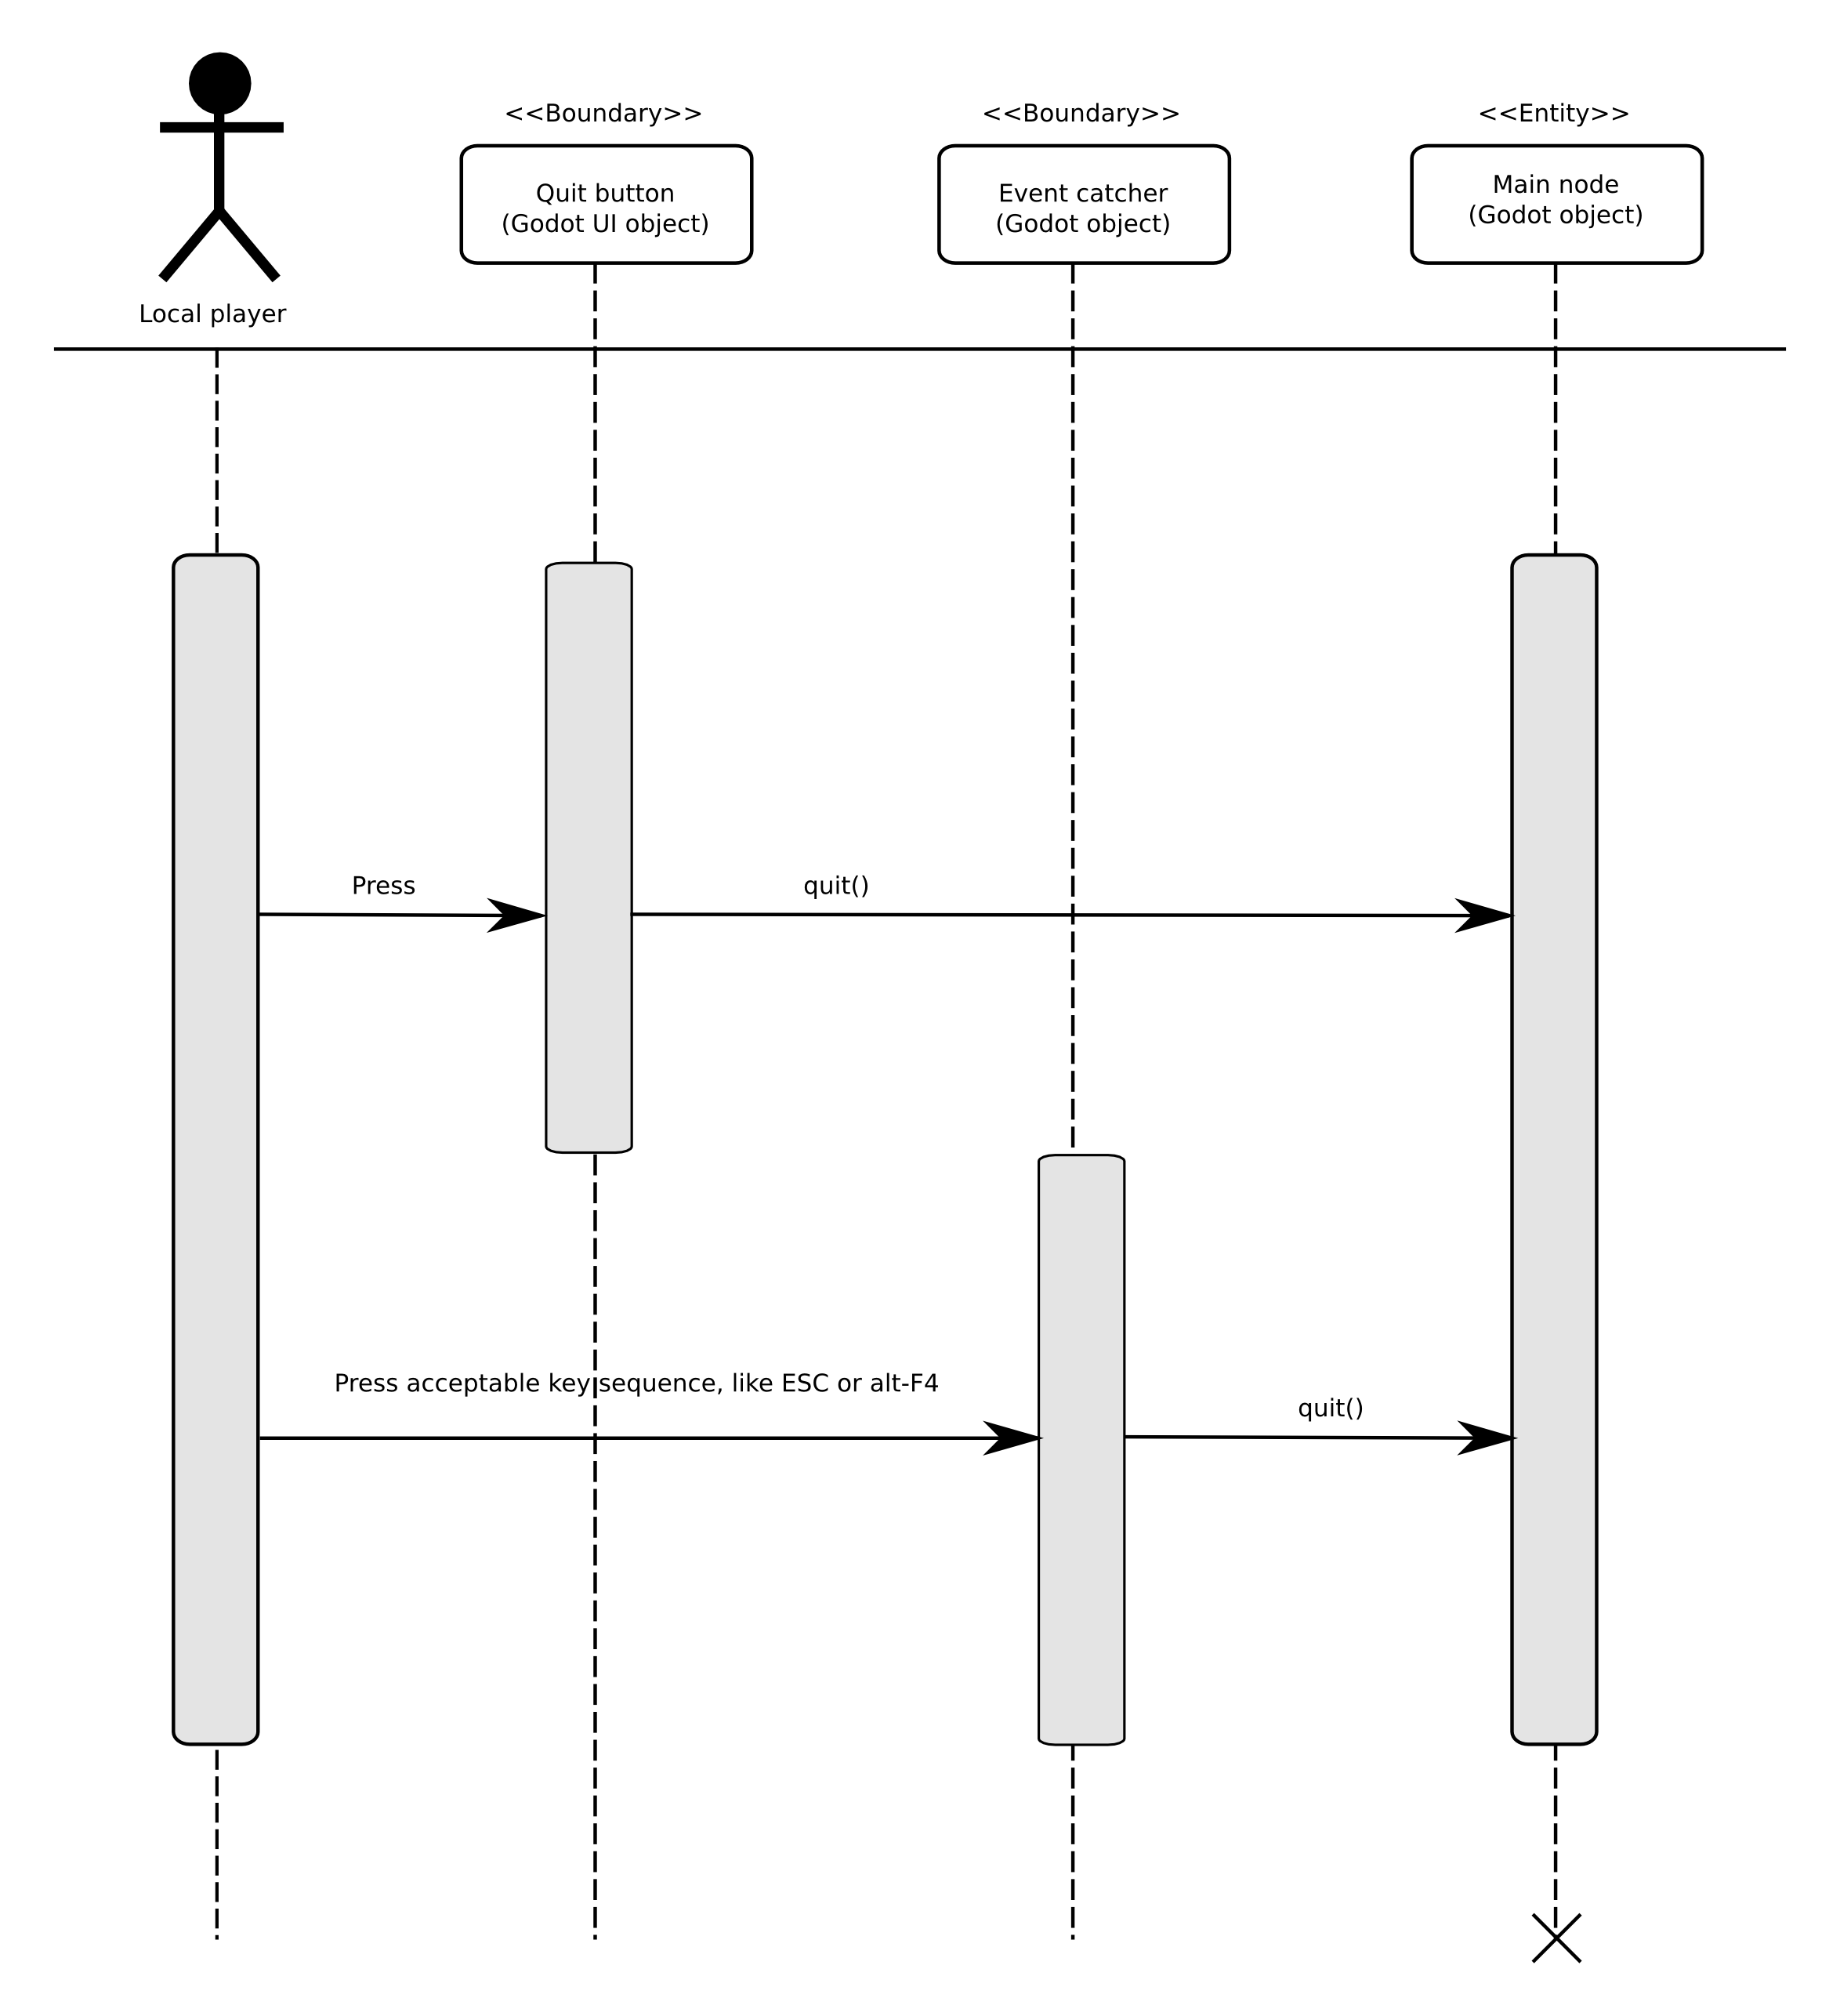 <<Boundary>>
<<Boundary>>
<<Entity>>
Quit button
(Godot UI object)
Event catcher
(Godot object)
Main node
(Godot object)
Local player
Press
quit()
Press acceptable key sequence, like ESC or alt-F4
quit()